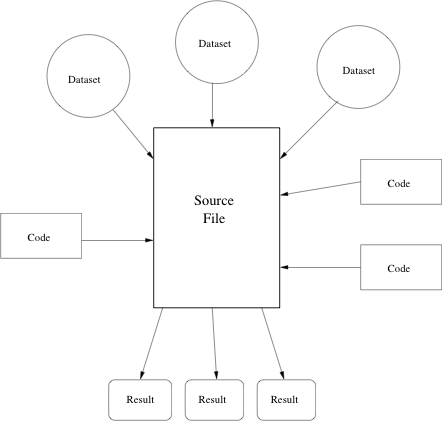 Dataset
Dataset
Dataset
Source
File
Code
Code
Code
Result
Result
Result